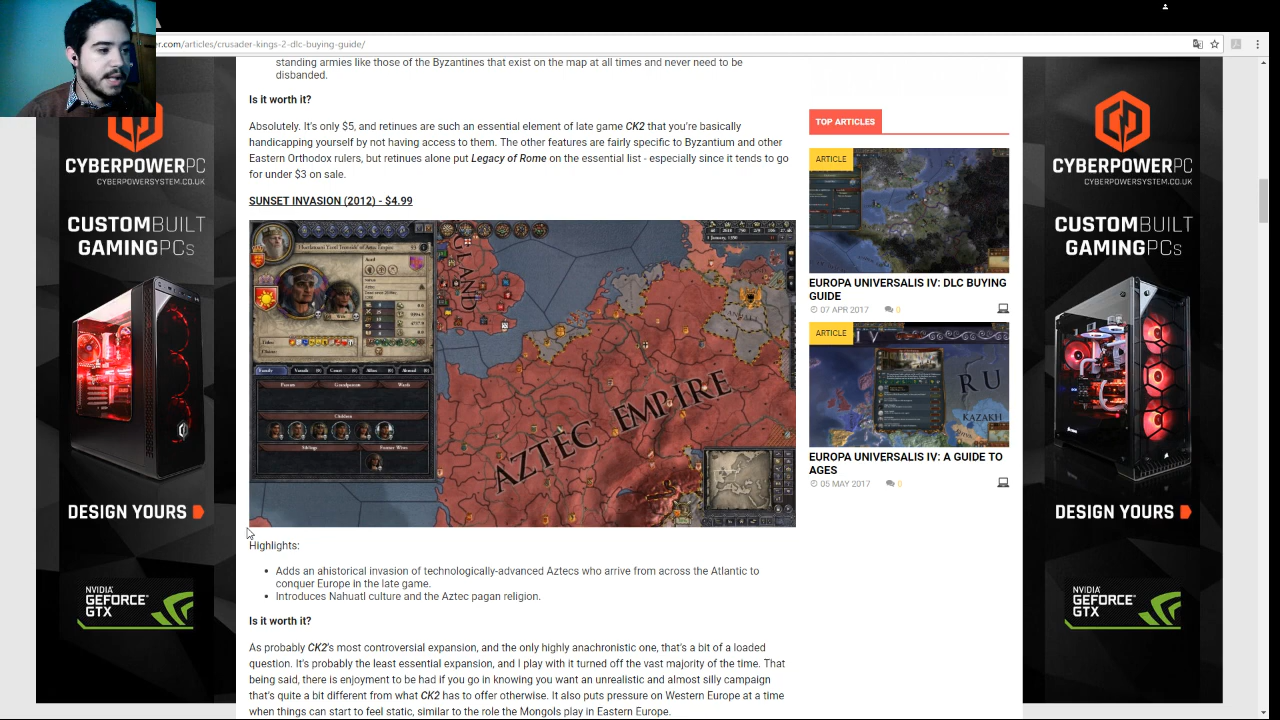 er.com/articles/crusader-kings-2-dlc-buying-guide/
standing armies like those of the Byzantines that exist on the map at all times and never need to
be disbanded.
Is it worth it?
Absolutely. It's only $5, and retinues are such an essential element of late game CK2 that you're basically
handicapping yourself by not having access to them. The other features are fairly specific to Byzantium and other
Eastern Orthodox rulers, but retinues alone put Legacy of Rome on the essential list - especially since it tends to go
for under $3 on sale.
SUNSET INVASION (2012) - $4.99
LAND
AZTEC EMPIRE
Highlights:
• Adds an ahistorical invasion of technologically-advanced Aztecs who arrive from across the Atlantic to
conquer Europe in the late game.
• Introduces Nahuatl culture and the Aztec pagan religion.
Is it worth it?
As probably CK2's most controversial expansion, and the only highly anachronistic one, that's a bit of a loaded
question. It's probably the least essential expansion, and I play with it turned off the vast majority of the time. That
being said, there is enjoyment to be had if you go in knowing you want an unrealistic and almost silly campaign
that's quite a bit different from what CK2 has to offer otherwise. It also puts pressure on Western Europe at a time
when things can start to feel static, similar to the role the Mongols play in Eastern Europe.
TOP ARTICLES
ARTICLE
EUROPA UNIVERSALIS IV: DLC BUYING
GUIDE
07 APR 2017
0
ARTICLE
IV
RU
KAZAKH
EUROPA UNIVERSALIS IV: A GUIDE TO
AGES
05 MAY 2017
0
CYBERPOWERPC
CYBERPOWERSYSTEM.CO.UK
CUSTOMBUILT
GAMINGPCs
DESIGN YOURS
NVIDIA
GEFORCE
GTX
CYBERPOWERPC
CYBERPOWERSYSTEM.CO.UK
CUSTOMBUILT
GAMINGPCs
DESIGN YOURS
NVIDIA
GEFORCE
GTX